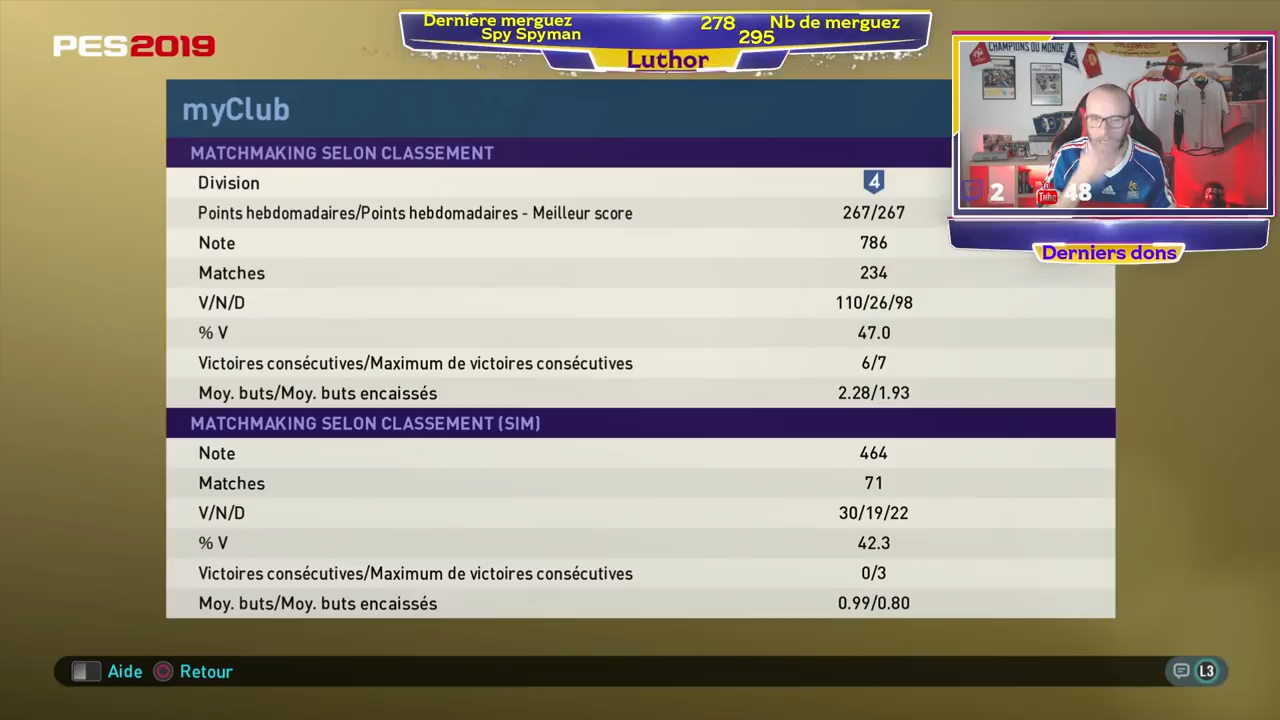 PES2019
Derniere merguez
Spy Spyman
278
295
Nb de merguez
Luthor
CHAMPIONS DU MONDE
2
You
Tube
48
Derniers dons
myClub
MATCHMAKING SELON CLASSEMENT
Division 4
Points hebdomadaires/Points hebdomadaires - Meilleur score 267/267
Note 786
Matches 234
V/N/D 110/26/98
% V 47.0
Victoires consécutives/Maximum de victoires consécutives 6/7
Moy. buts/Moy. buts encaissés 2.28/1.93
MATCHMAKING SELON CLASSEMENT (SIM)
Note 464
Matches 71
V/N/D 30/19/22
% V 42.3
Victoires consécutives/Maximum de victoires consécutives 0/3
Moy. buts/Moy. buts encaissés 0.99/0.80
Aide Retour
L3